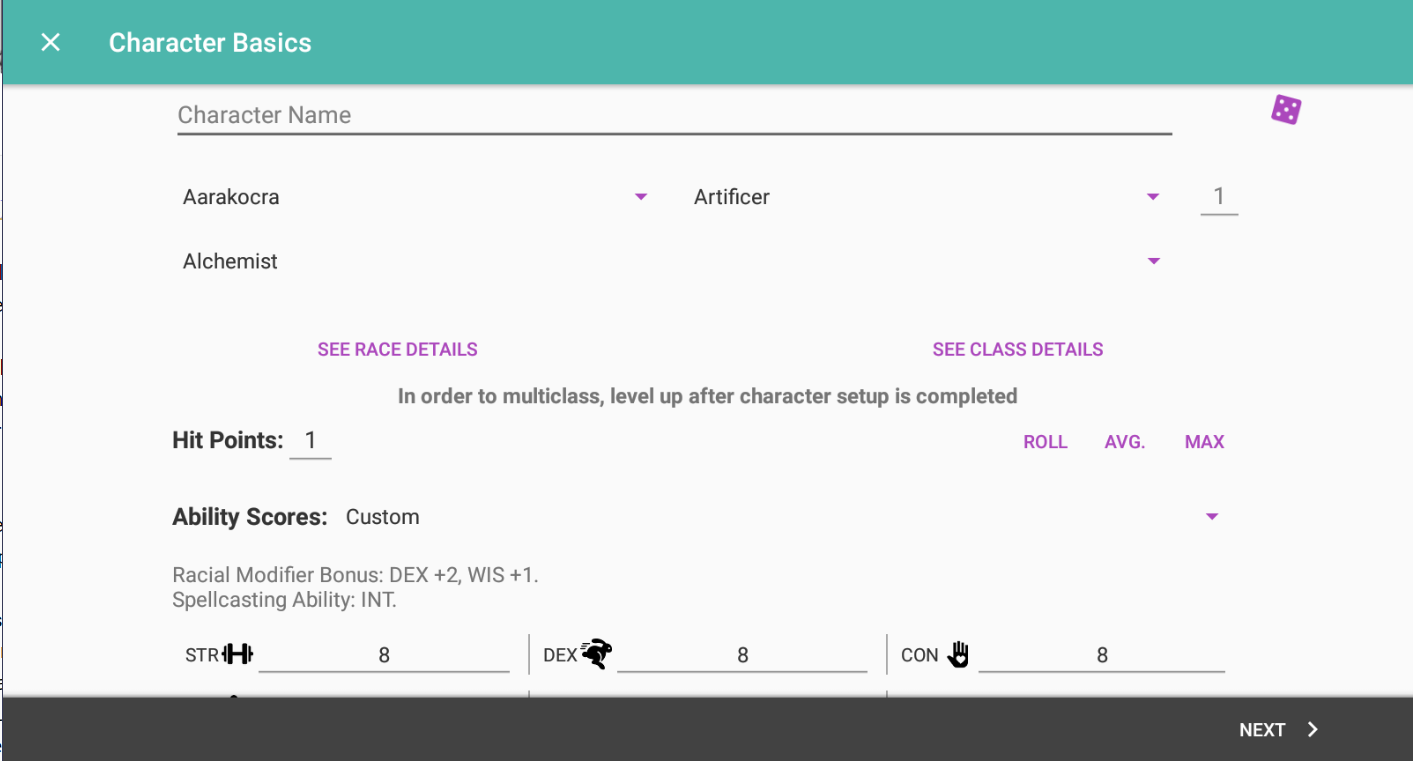 Character Basics
Character Name
Aarakocra Artificer 1
Alchemist
SEE RACE DETAILS SEE CLASS DETAILS
In order to multiclass, level up after character setup is completed
Hit Points: 1 ROLL AVG. MAX
Ability Scores: Custom
Racial Modifier Bonus: DEX +2, WIS +1.
Spellcasting Ability: INT.
STR 8 DEX 8 CON 8
NEXT